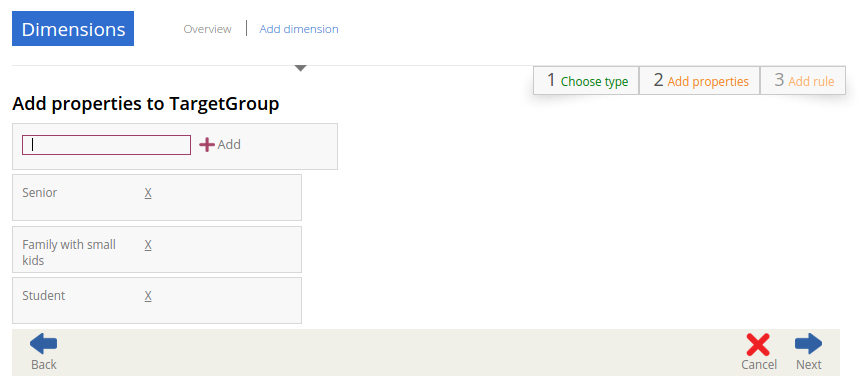 Dimensions Overview Add dimension
1 Choose type 2 Add properties 3 Add rule
Add properties to TargetGroup
Add
Senior X
Family with small X
kids
Student X
Back Cancel Next